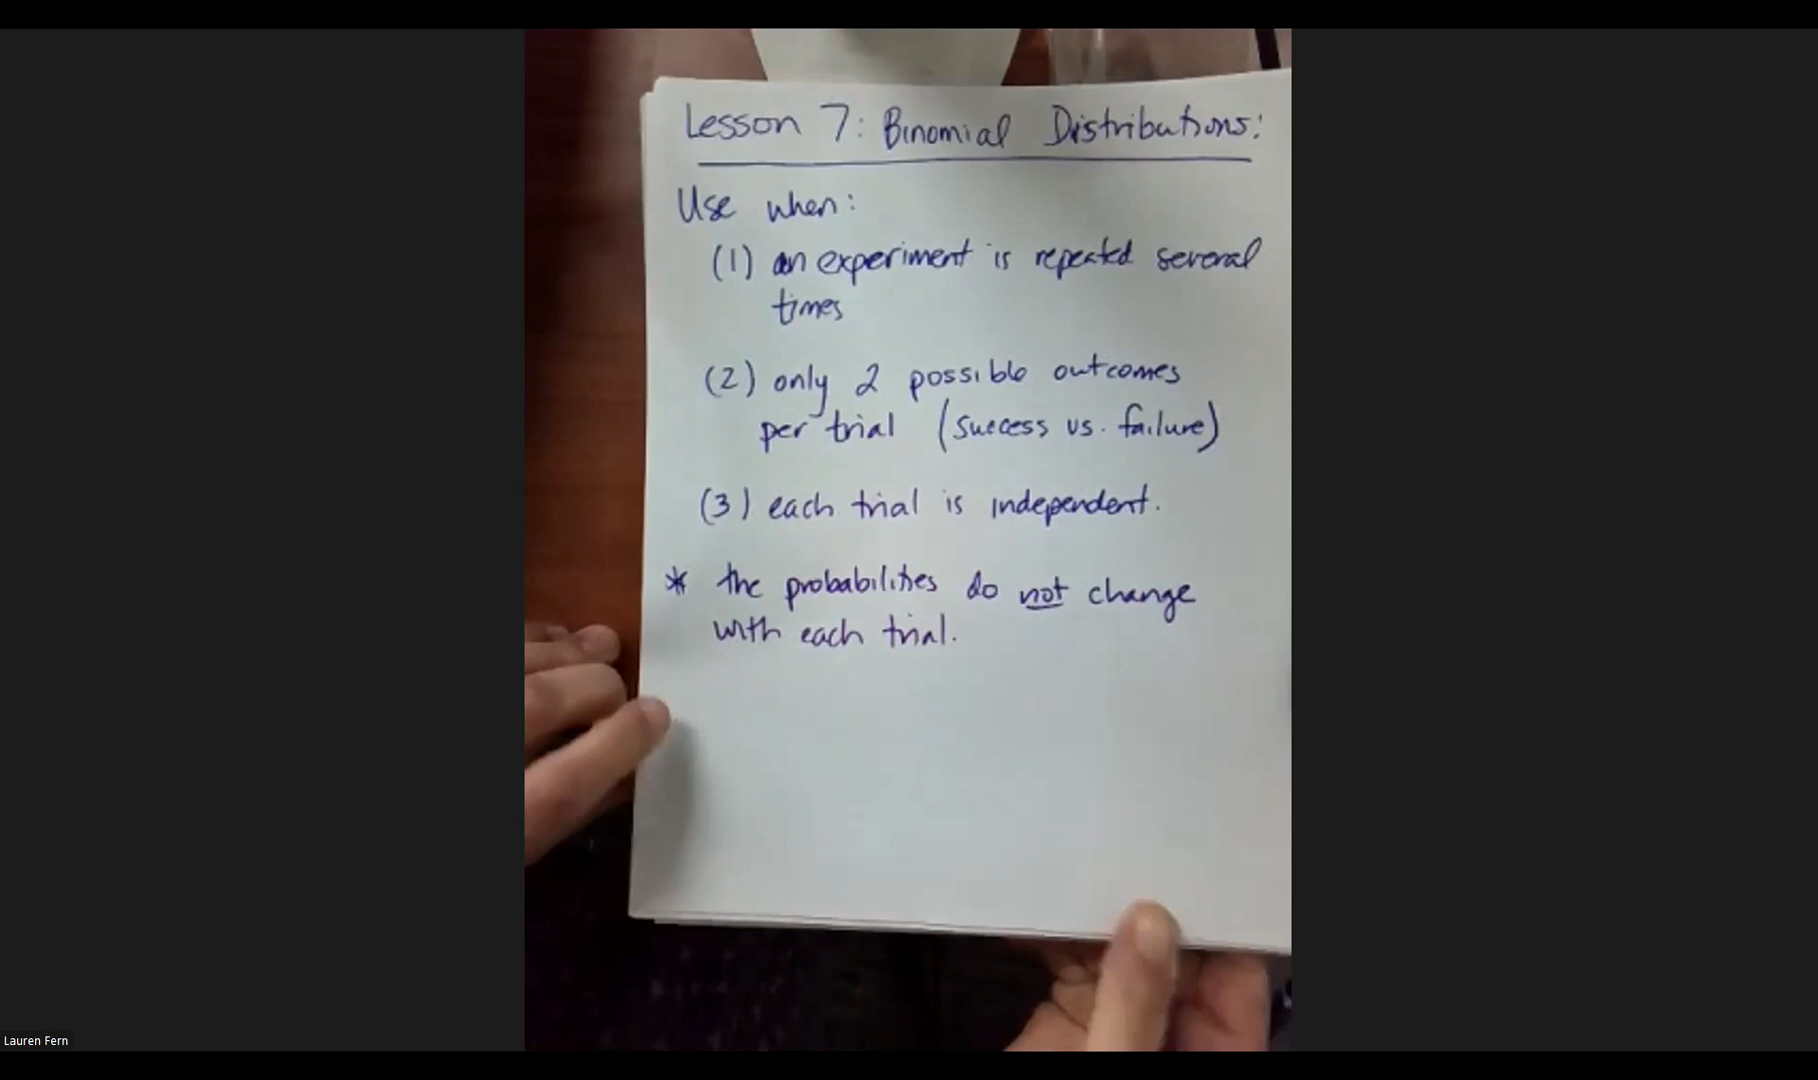 Lesson 7: Binomial Distributions:
Use when:
(1) an experiment is repeated several
times
(2) only 2 possible outcomes
per trial (success vs. failure)
(3) each trial is independent.
* the probabilities do not change
with each trial.
Lauren Fern